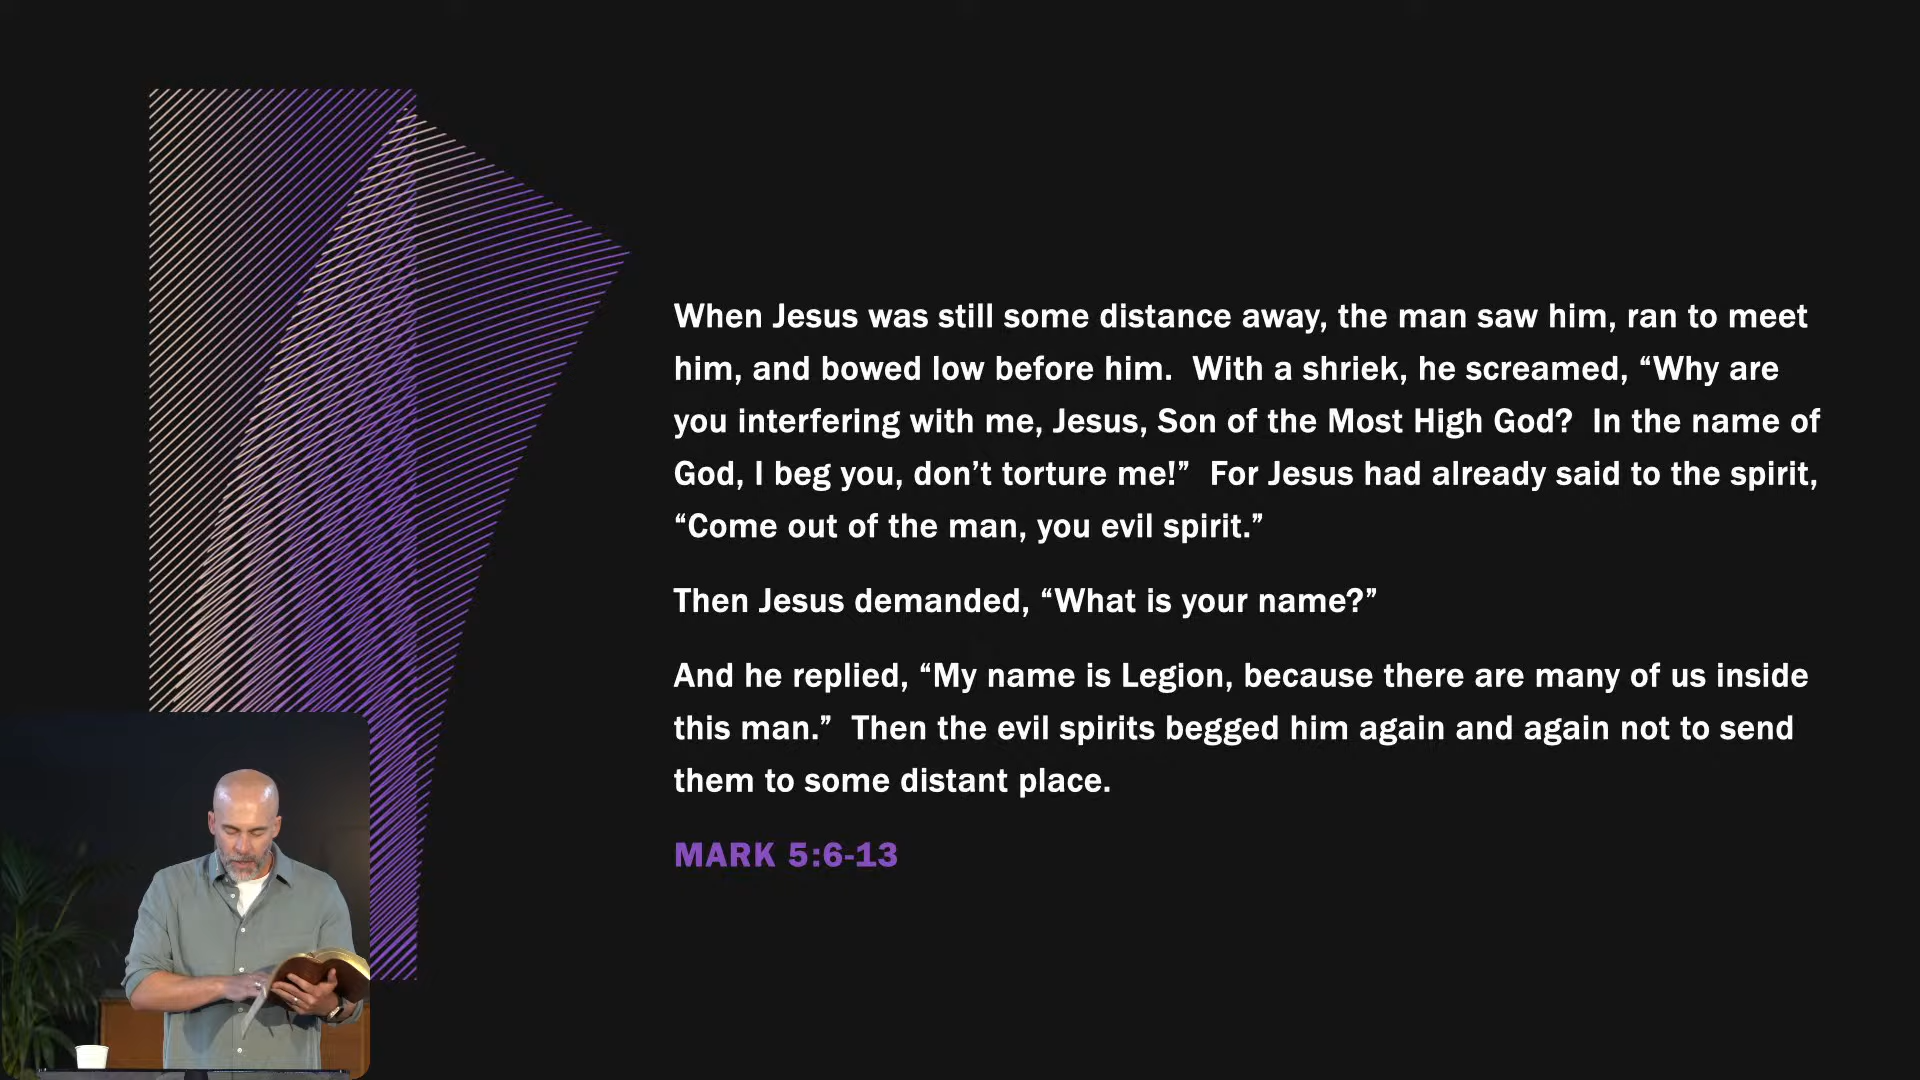 When Jesus was still some distance away, the man saw him, ran to meet
him, and bowed low before him.  With a shriek, he screamed, “Why are
you interfering with me, Jesus, Son of the Most High God?  In the name of
God, I beg you, don’t torture me!”  For Jesus had already said to the spirit,
“Come out of the man, you evil spirit.”
Then Jesus demanded, “What is your name?”
And he replied, “My name is Legion, because there are many of us inside
this man.”  Then the evil spirits begged him again and again not to send
them to some distant place.
MARK 5:6-13